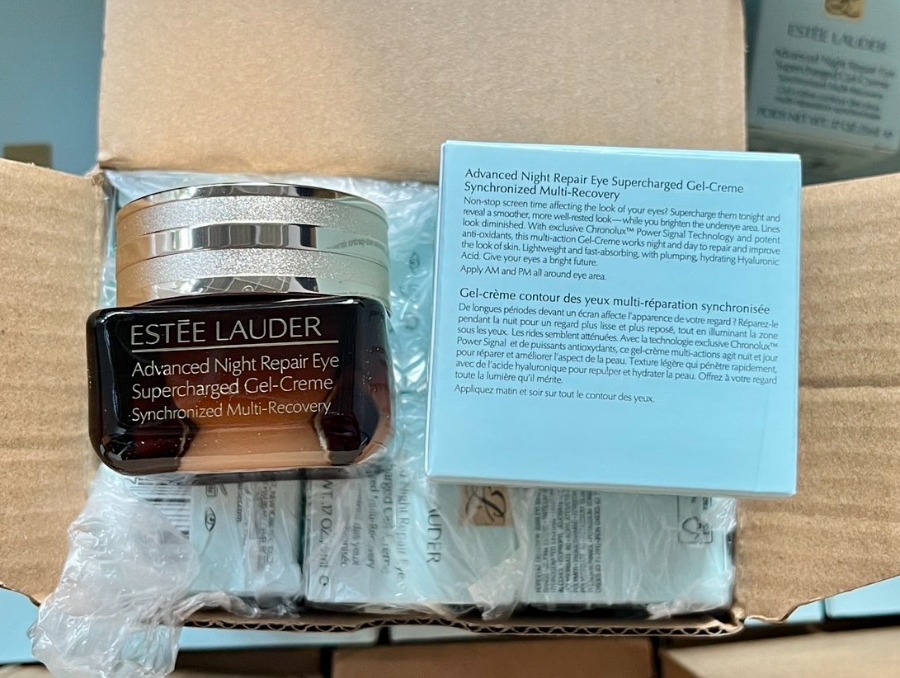 ESTĒE LAUDER
Advanced Night Repair Eye
Supercharged Gel-Creme
Synchronized Multi-Recovery
Advanced Night Repair Eye Supercharged Gel-Creme
Synchronized Multi-Recovery
Non-stop screen time affecting the look of your eyes? Supercharge them tonight and
reveal a smoother, more well-rested look—while you brighten the undereye area. Lines
look diminished. With exclusive Chronolux™ Power Signal Technology and potent
anti-oxidants, this multi-action Gel-Creme works night and day to repair and improve
the look of skin. Lightweight and fast-absorbing, with plumping, hydrating Hyaluronic
Acid. Give your eyes a bright future.
Apply AM and PM all around eye area.
Gel-crème contour des yeux multi-réparation synchronisée
De longues périodes devant un écran affecte l'apparence de votre regard ? Réparez-le
pendant la nuit pour un regard plus lisse et plus reposé, tout en illuminant la zone
sous les yeux. Les rides semblent atténuées. Avec la technologie exclusive Chronolux™
Power Signal et de puissants antioxydants, ce gel-crème multi-actions agit nuit et jour
pour réparer et améliorer l'aspect de la peau. Texture légère qui pénètre rapidement,
avec de l'acide hyaluronique pour repulper et hydrater la peau. Offrez à votre regard
toute la lumière qu'il mérite.
Appliquez matin et soir sur tout le contour des yeux.
ESTĒE LAUDER
Advanced Night Repair Eye
Supercharged Gel-Creme
LAUDER
Night Repair Eye